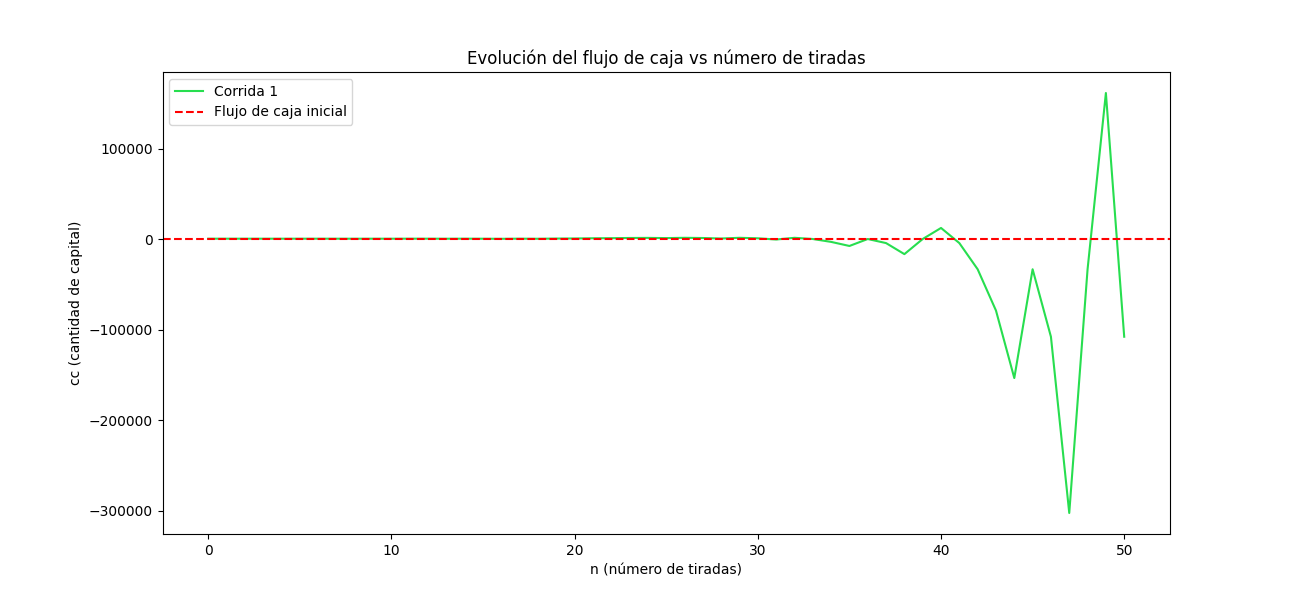 Evolución del flujo de caja vs número de tiradas
Corrida 1
Flujo de caja inicial
cc (cantidad de capital)
100000
0
−100000
−200000
−300000
0 10 20 30 40 50
n (número de tiradas)